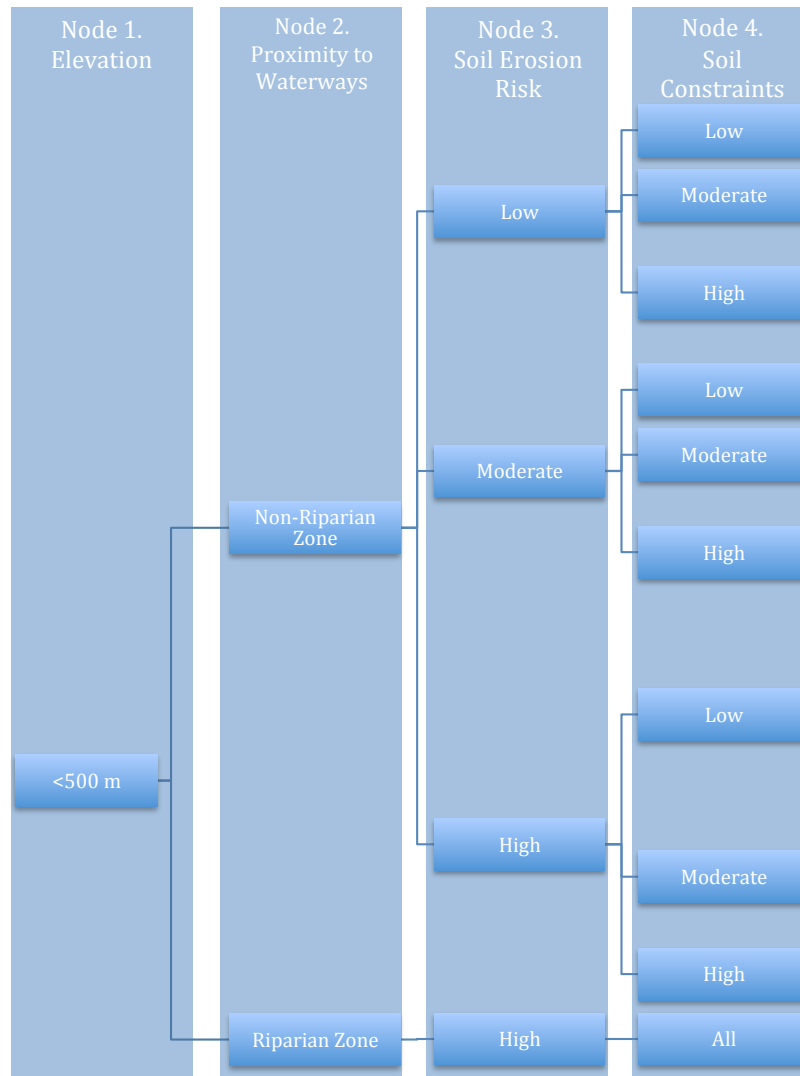 Node 1.
Elevation
Node 2.
Proximity to
Waterways
Node 3.
Soil Erosion
Risk
Node 4.
Soil
Constraints
<500 m
Non-Riparian
Zone
Riparian Zone
Low
Moderate
High
High
Low
Moderate
High
Low
Moderate
High
Low
Moderate
High
All